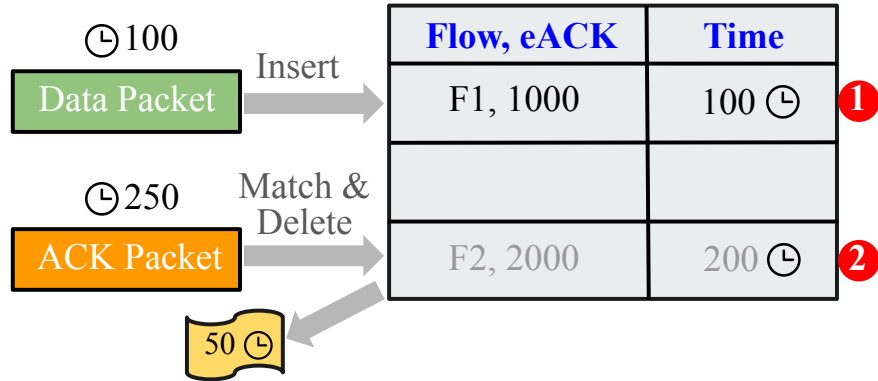 100
Data Packet
Insert
Flow, eACK
Time
F1, 1000
100
1
250
ACK Packet
Match &
Delete
F2, 2000
200
2
50